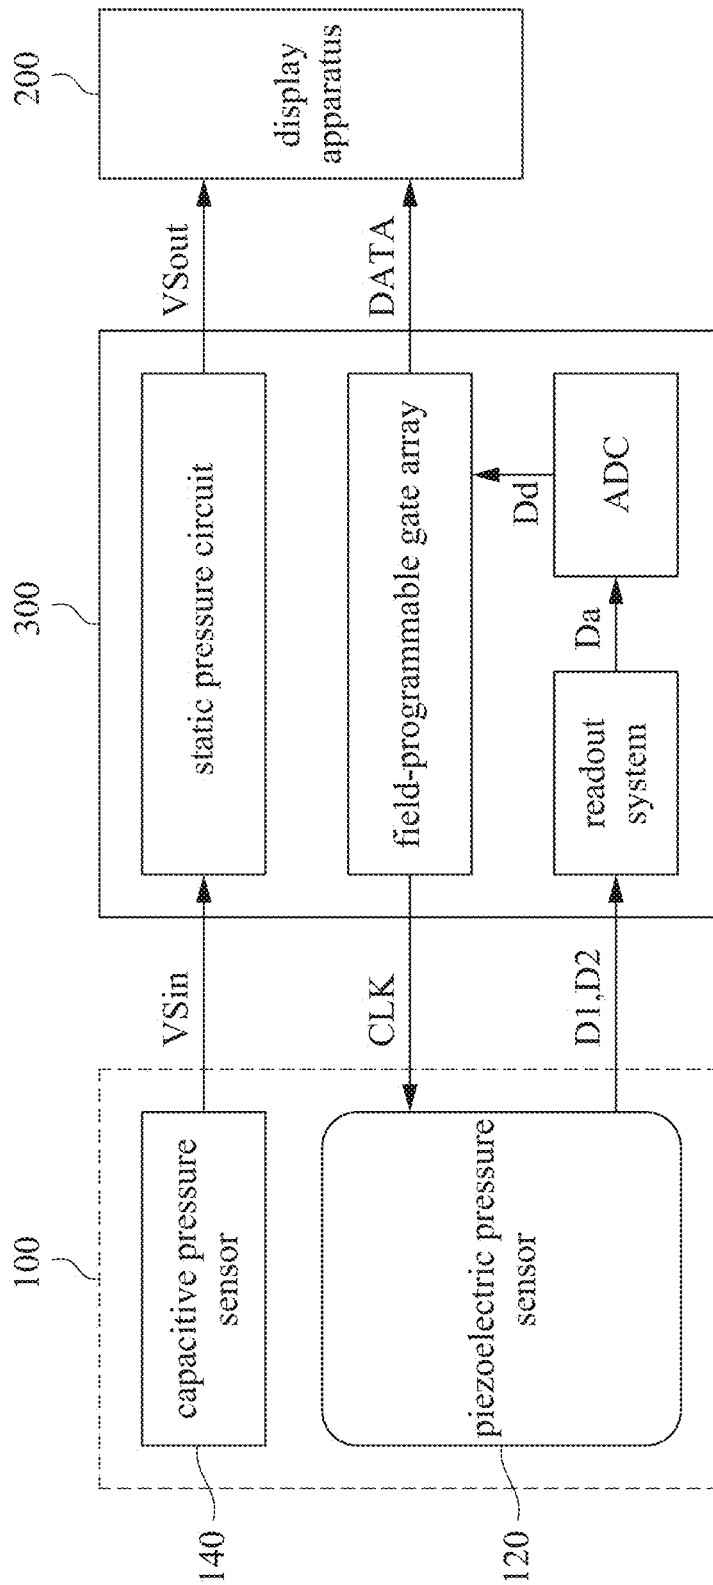 100
300
200
140
capacitive pressure
sensor
VSin
static pressure circuit
VSout
display
apparatus
120
piezoelectric pressure
sensor
CLK
field-programmable gate array
DATA
D1,D2
readout
system
Da
ADC
Dd